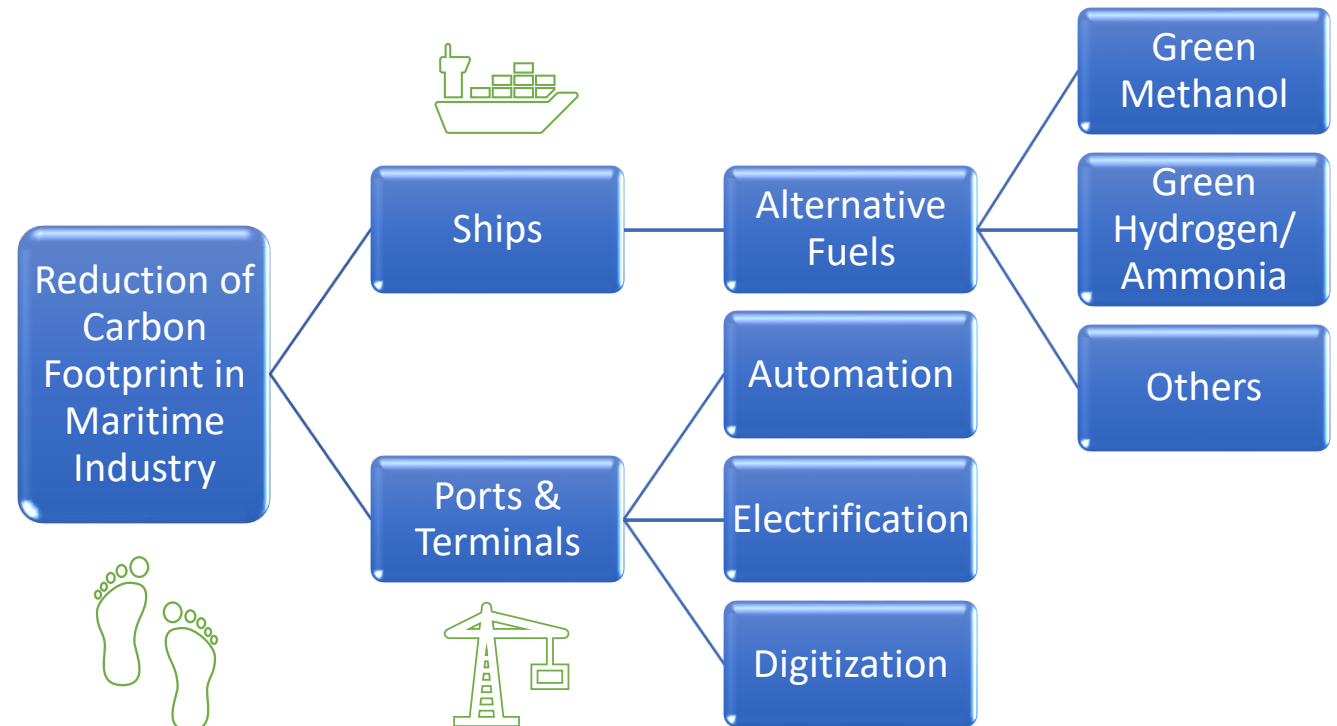 Reduction of
Carbon
Footprint in
Maritime
Industry
Ships
Ports &
Terminals
Alternative
Fuels
Automation
Electrification
Digitization
Green
Methanol
Green
Hydrogen/
Ammonia
Others